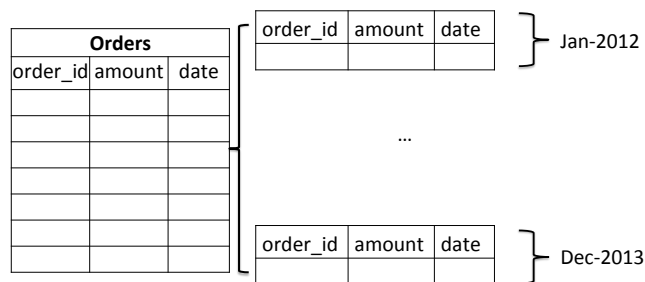 Orders
order_id amount date
order_id amount date
Jan-2012
...
order_id amount date
Dec-2013